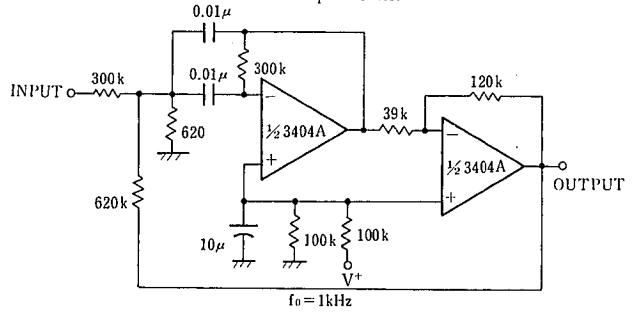 0.01μ
300k
0.01μ
300k
INPUT
620
620k
½ 3404A
−
+
39k
120k
½ 3404A
−
+
OUTPUT
10μ
100k
100k
V⁺
f₀=1kHz